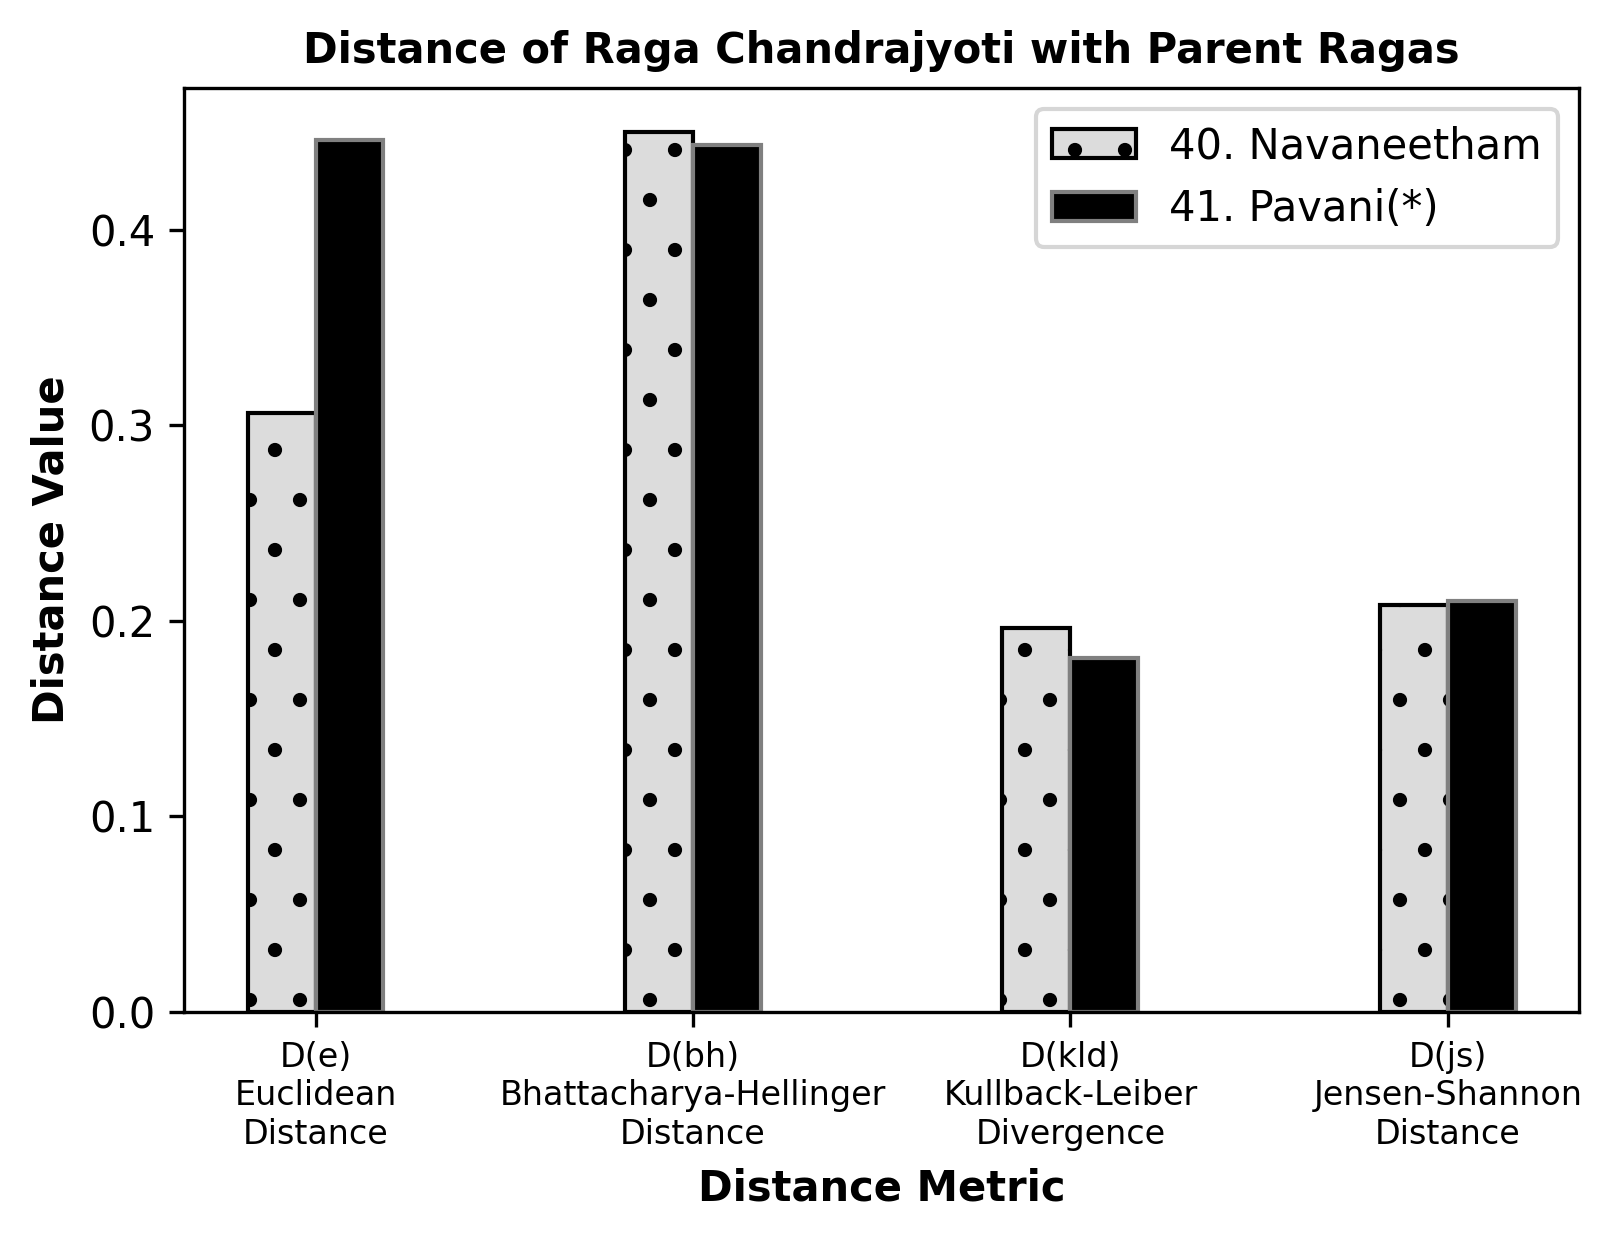 Distance of Raga Chandrajyoti with Parent Ragas
40. Navaneetham
41. Pavani(*)
Distance Value
0.4
0.3
0.2
0.1
0.0
D(e)
Euclidean
Distance
D(bh)
Bhattacharya-Hellinger
Distance
D(kld)
Kullback-Leiber
Divergence
D(js)
Jensen-Shannon
Distance
Distance Metric